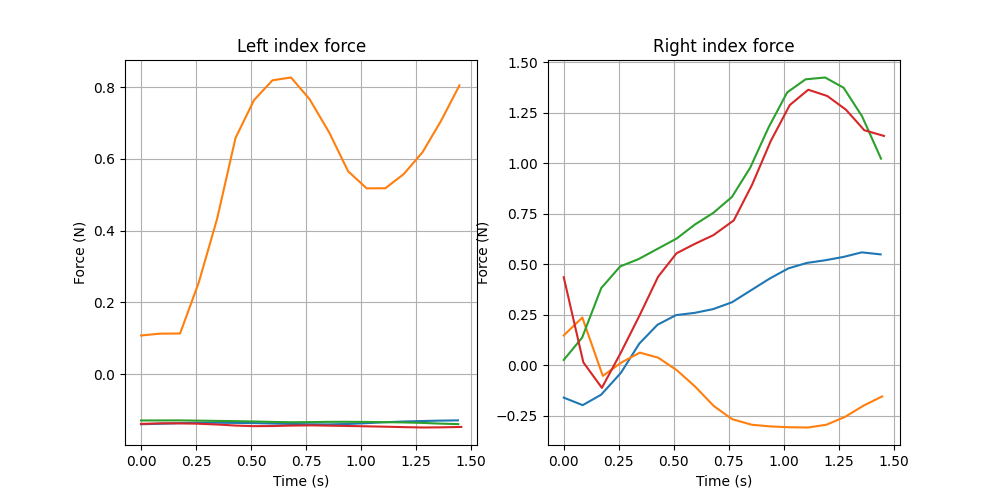 Left index force
Force (N)
0.8
0.6
0.4
0.2
0.0
0.00 0.25 0.50 0.75 1.00 1.25 1.50
Time (s)
Right index force
Force (N)
1.50
1.25
1.00
0.75
0.50
0.25
0.00
−0.25
0.00 0.25 0.50 0.75 1.00 1.25 1.50
Time (s)